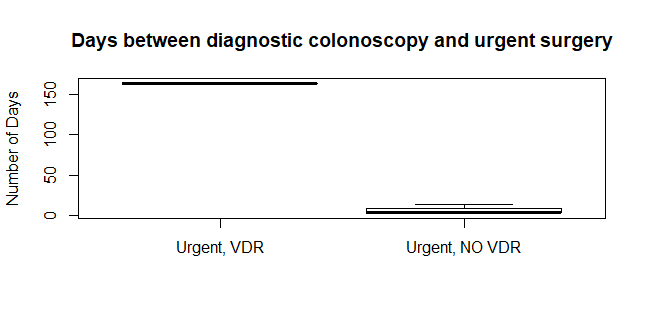 Days between diagnostic colonoscopy and urgent surgery
Number of Days
150
100
50
0
Urgent, VDR
Urgent, NO VDR